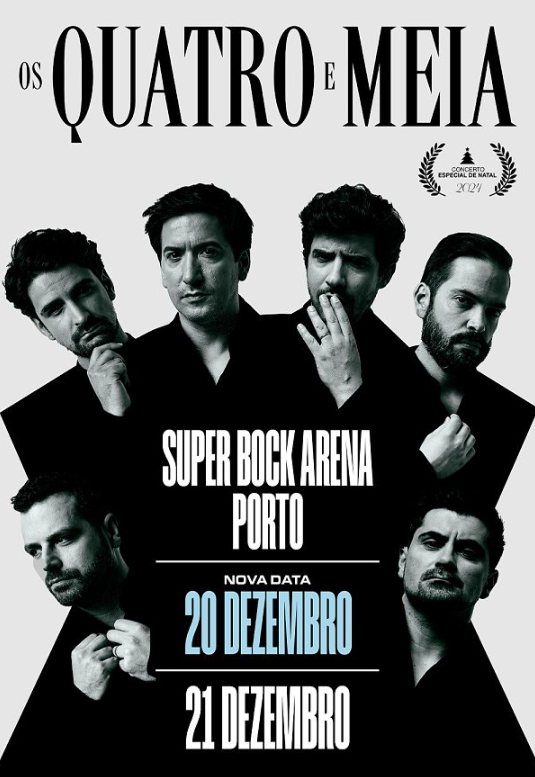 OS QUATRO E MEIA
CONCERTO
ESPECIAL DE NATAL
2024
SUPER BOCK ARENA
PORTO
NOVA DATA
20 DEZEMBRO
21 DEZEMBRO